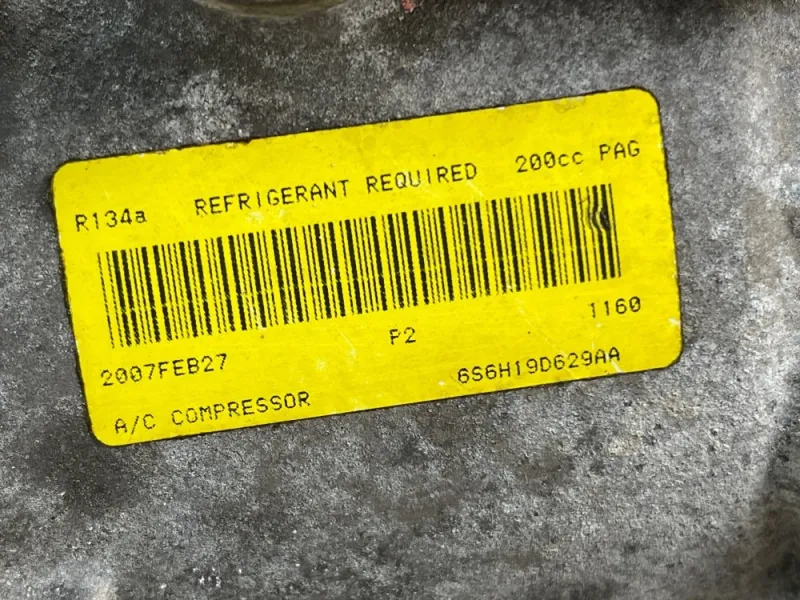 R134a REFRIGERANT REQUIRED 200cc PAG
2007FEB27 P2 1160
A/C COMPRESSOR 6S6H19D629AA